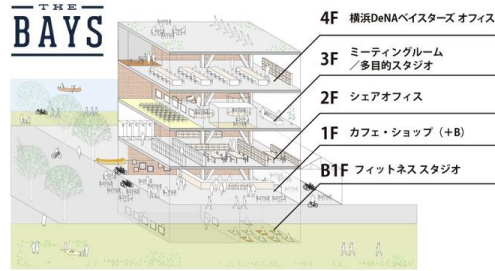 THE
BAYS
4F 横浜DeNAベイスターズ オフィス
3F ミーティングルーム
／多目的スタジオ
2F シェアオフィス
1F カフェ・ショップ（+B）
B1F フィットネス スタジオ